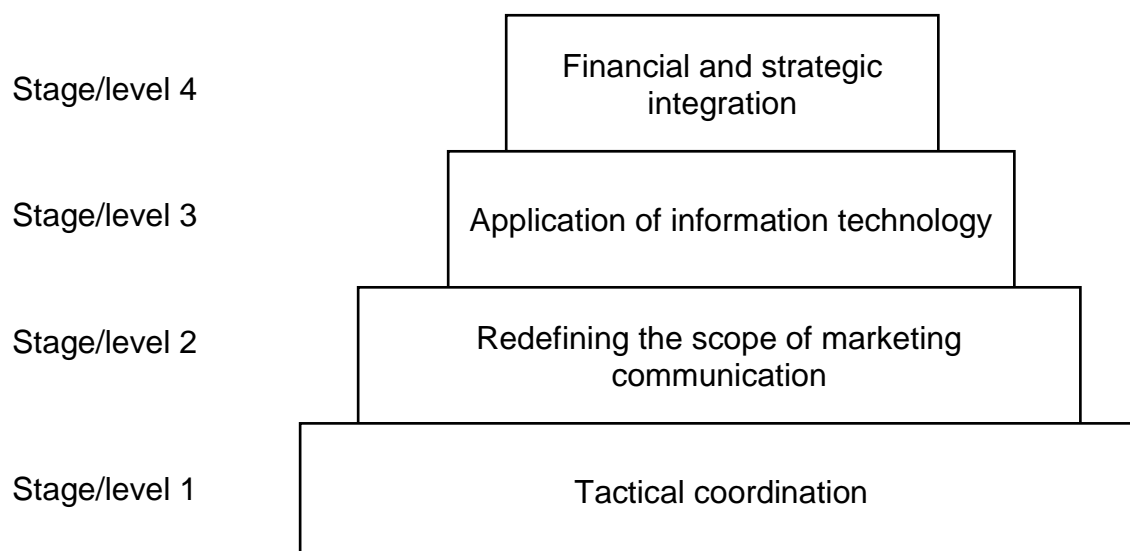 Stage/level 4
Financial and strategic
integration
Stage/level 3
Application of information technology
Stage/level 2
Redefining the scope of marketing
communication
Stage/level 1
Tactical coordination